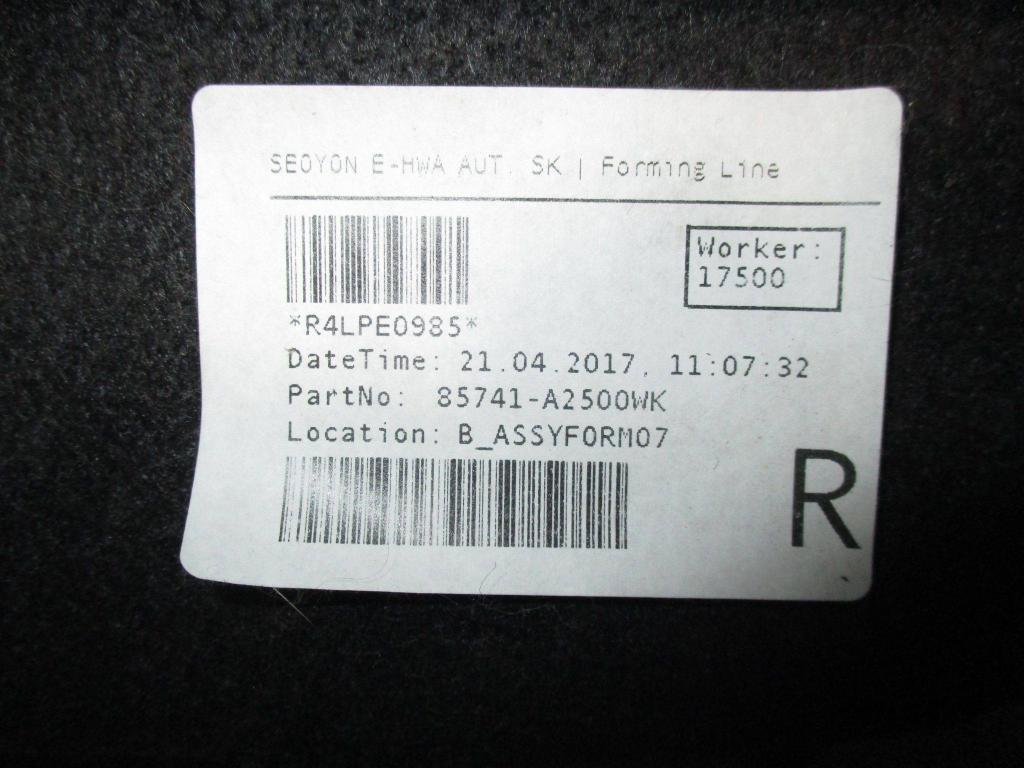 SEOYON E-HWA AUT. SK | Forming Line
Worker:
17500
*R4LPE0985*
DateTime: 21.04.2017, 11:07:32
PartNo: 85741-A2500WK
Location: B_ASSYFORM07
R